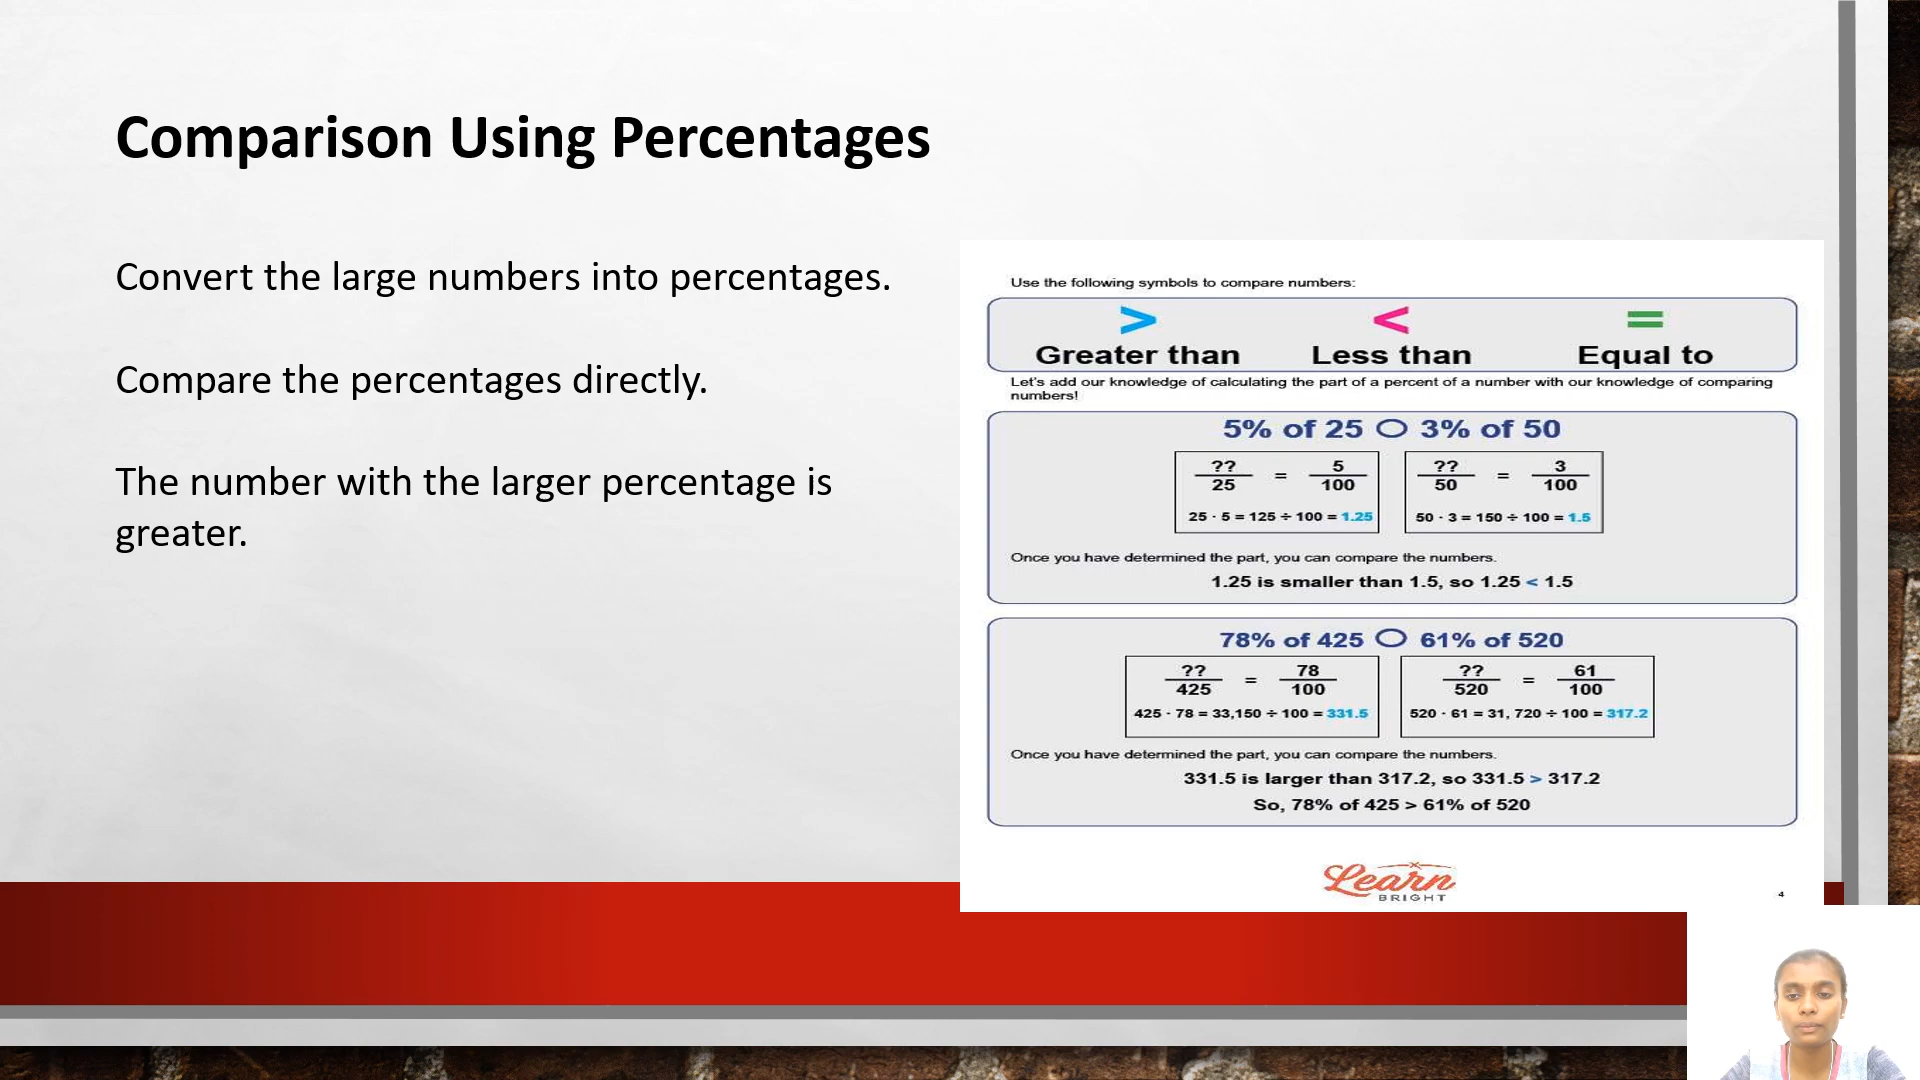 Comparison Using Percentages
Convert the large numbers into percentages.
Compare the percentages directly.
The number with the larger percentage is
greater.
Use the following symbols to compare numbers:
> < =
Greater than Less than Equal to
Let's add our knowledge of calculating the part of a percent of a number with our knowledge of comparing
numbers!
5% of 25 ○ 3% of 50
??/25 = 5/100 ??/50 = 3/100
25 · 5 = 125 ÷ 100 = 1.25 50 · 3 = 150 ÷ 100 = 1.5
Once you have determined the part, you can compare the numbers.
1.25 is smaller than 1.5, so 1.25 < 1.5
78% of 425 ○ 61% of 520
??/425 = 78/100 ??/520 = 61/100
425 · 78 = 33,150 ÷ 100 = 331.5 520 · 61 = 31, 720 ÷ 100 = 317.2
Once you have determined the part, you can compare the numbers.
331.5 is larger than 317.2, so 331.5 > 317.2
So, 78% of 425 > 61% of 520
Learn
BRIGHT
4